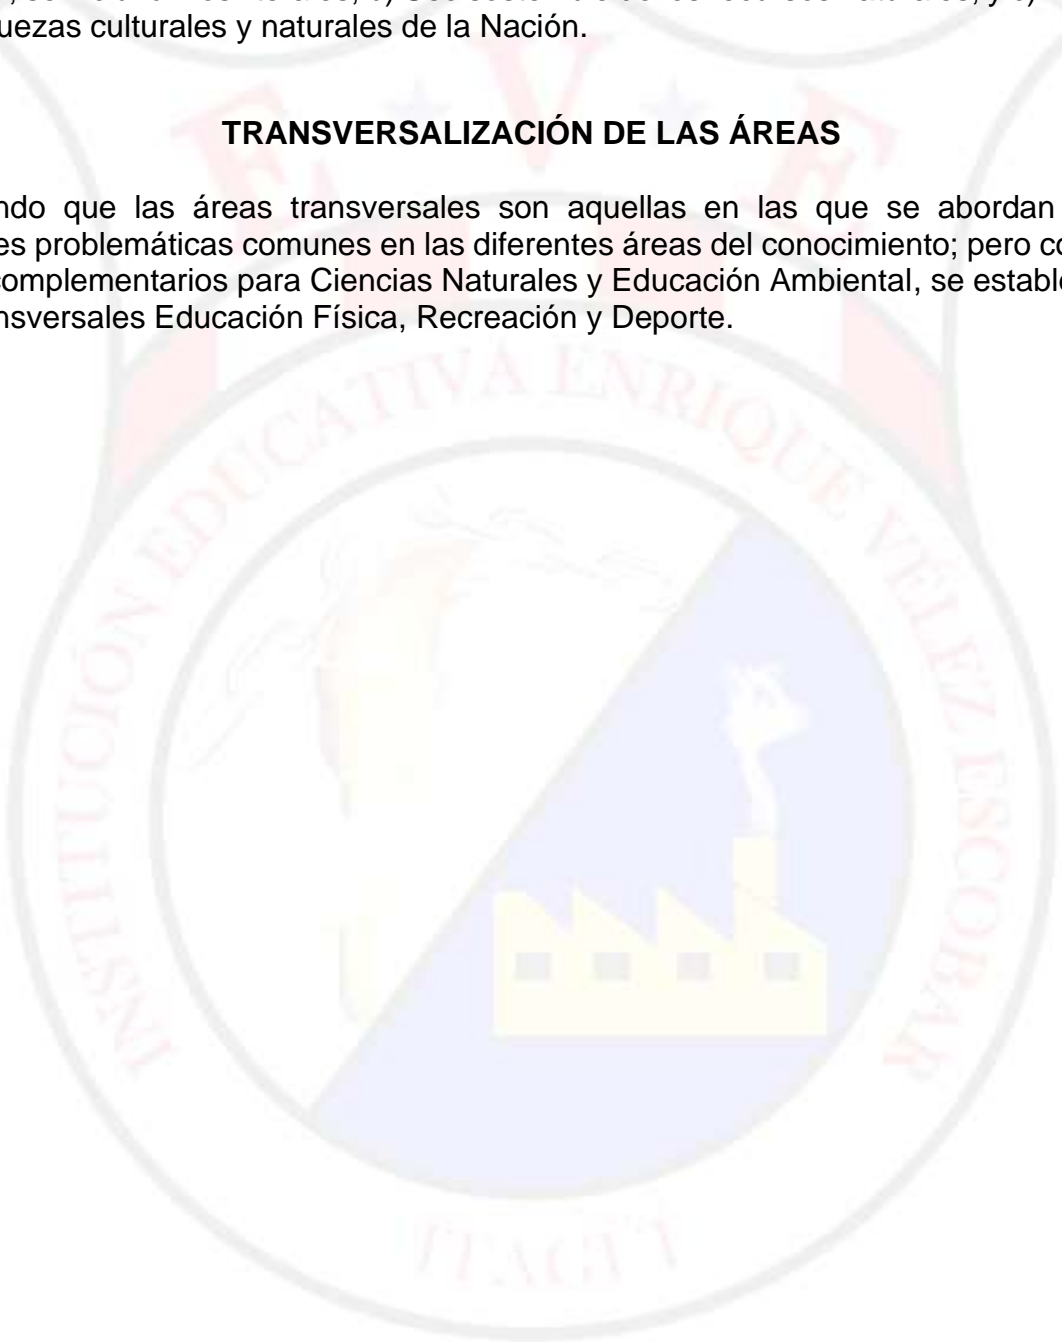 uezas culturales y naturales de la Nación.
TRANSVERSALIZACIÓN DE LAS ÁREAS
ndo que las áreas transversales son aquellas en las que se abordan
es problemáticas comunes en las diferentes áreas del conocimiento; pero co
complementarios para Ciencias Naturales y Educación Ambiental, se estable
nsversales Educación Física, Recreación y Deporte.
E V E
INSTITUCIÓN EDUCATIVA ENRIQUE VÉLEZ ESCOBAR
ITAGÜÍ